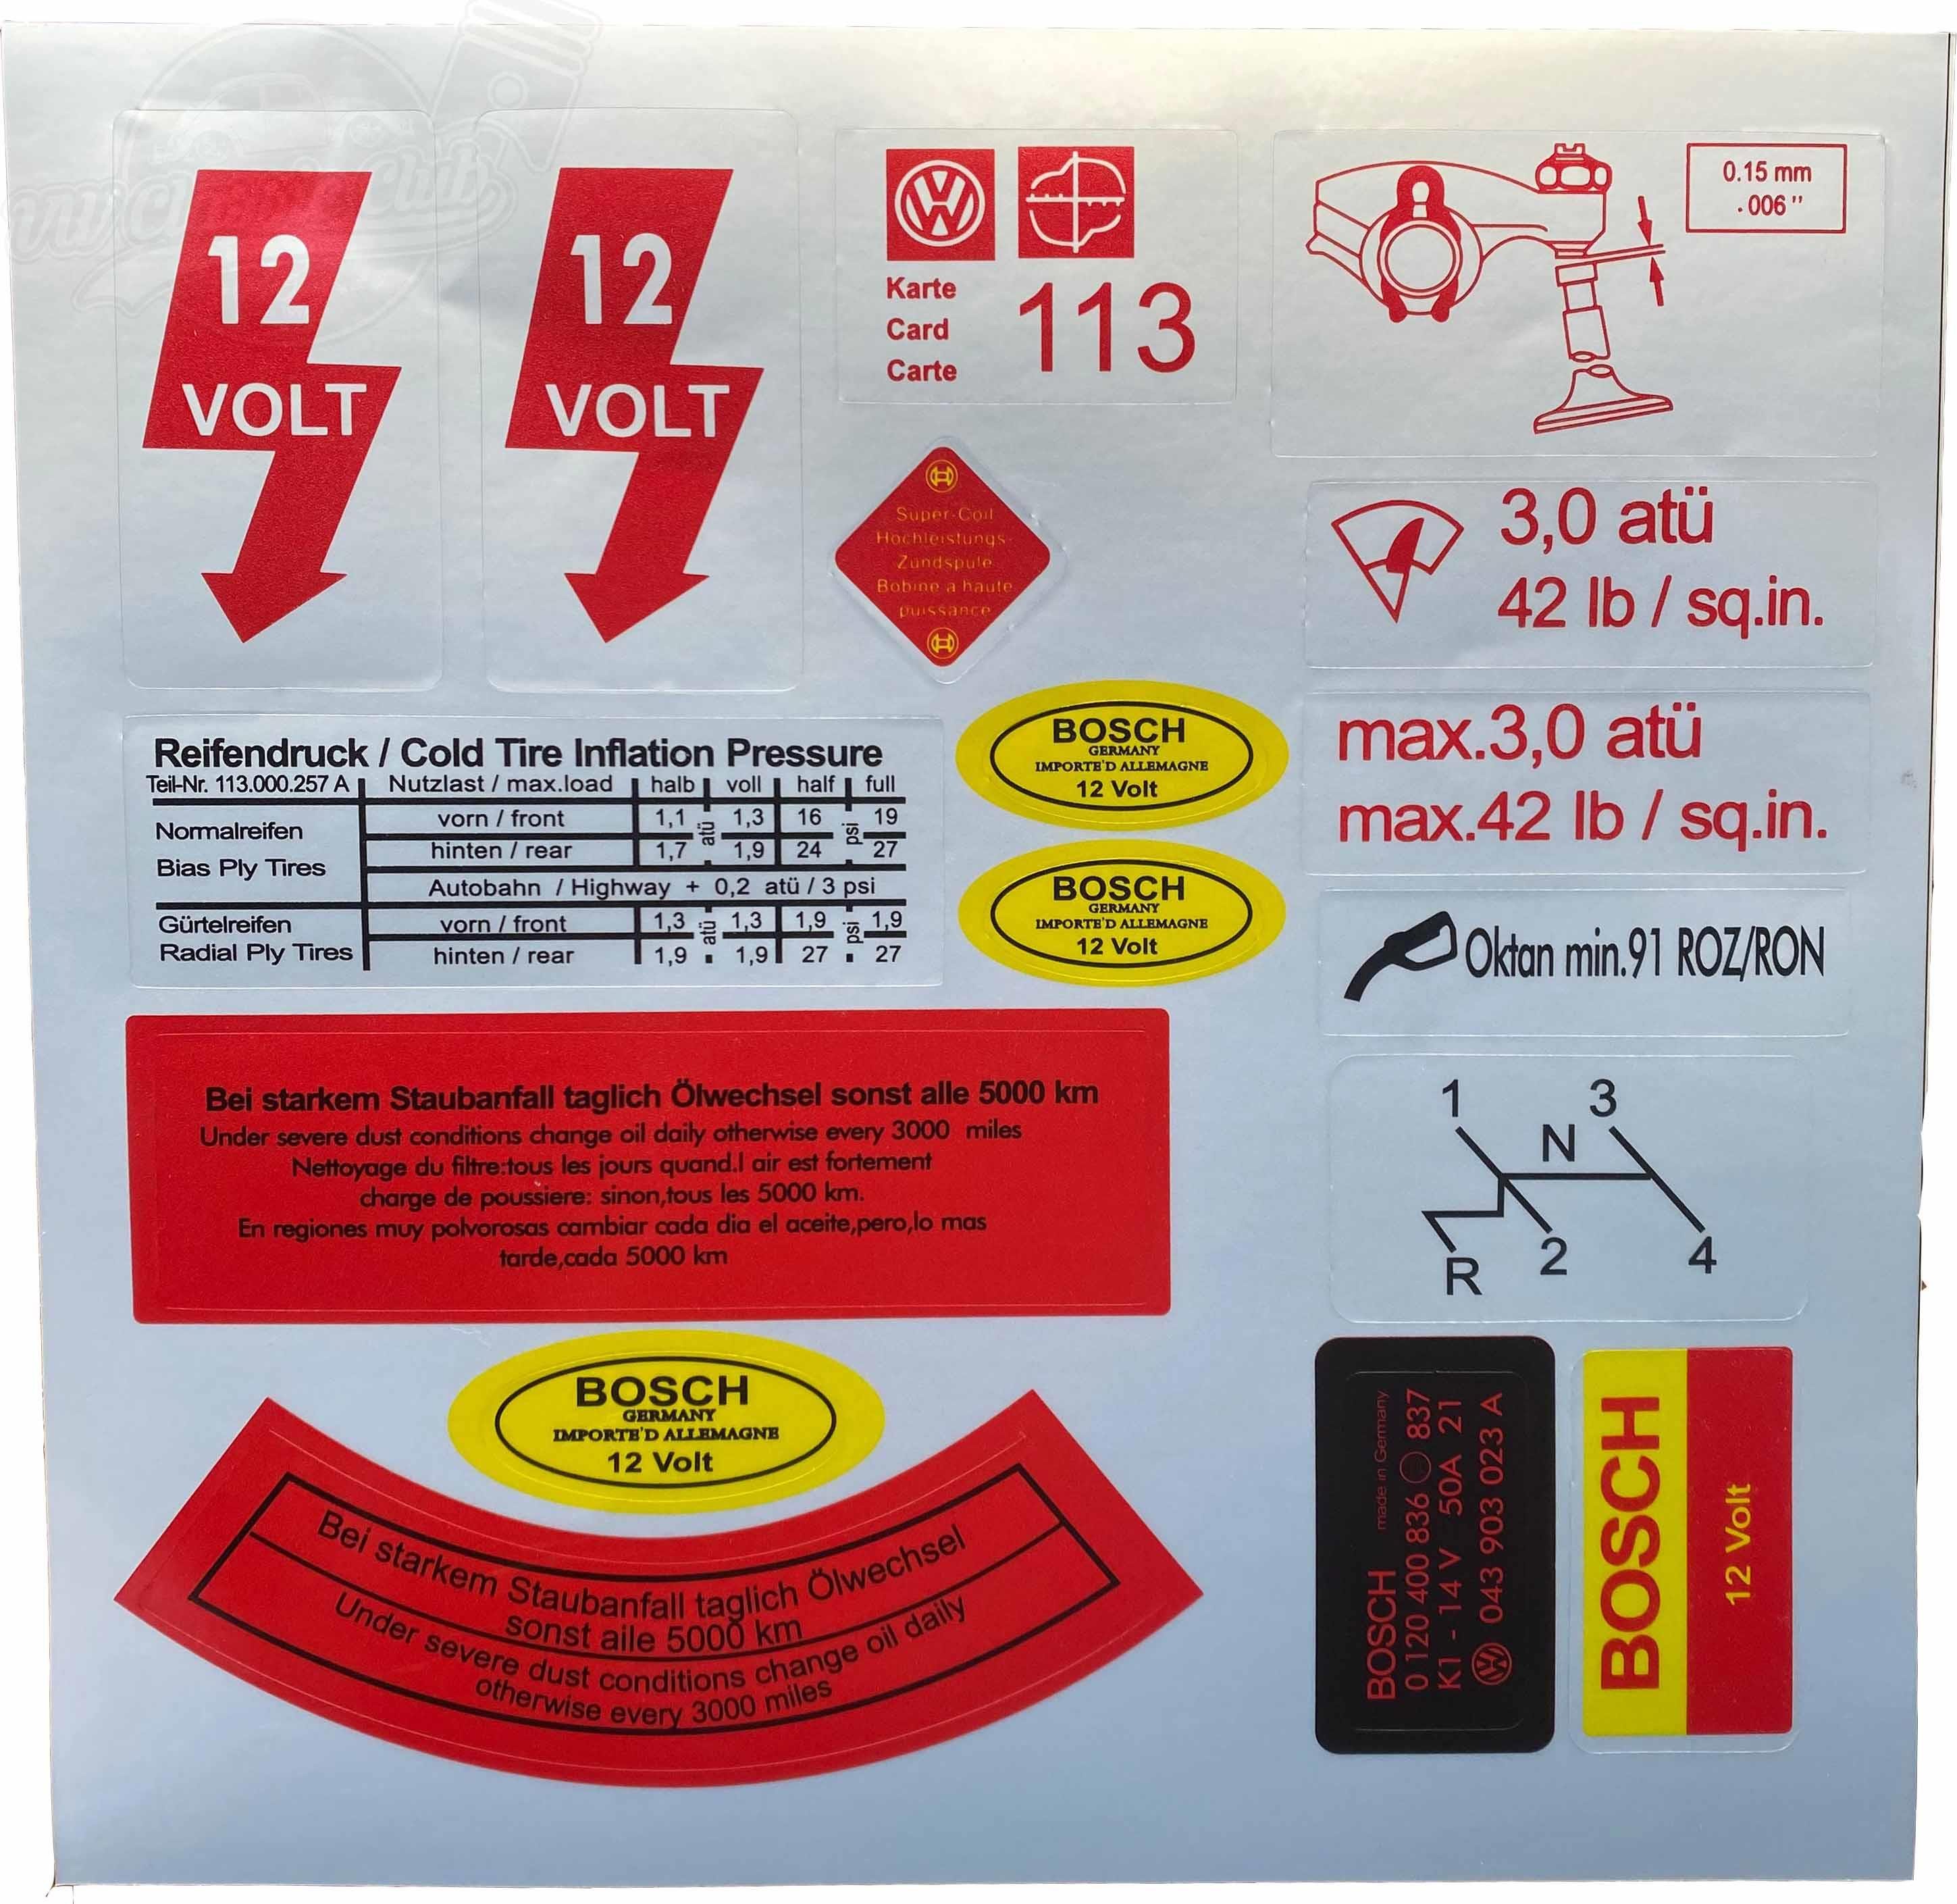 12
VOLT
12
VOLT
Karte
Card
Carte
113
0.15 mm
.006"
Super-Coil
Hochleistungs-
Zundspule
Bobine a haute
puissance
3,0 atü
42 lb / sq.in.
max.3,0 atü
max.42 lb / sq.in.
Reifendruck / Cold Tire Inflation Pressure
Teil-Nr. 113.000.257 A Nutzlast / max.load halb voll half full
Normalreifen
Bias Ply Tires
vorn / front 1,1 atü 1,3 16 psi 19
hinten / rear 1,7 1,9 24 27
Autobahn / Highway + 0,2 atü / 3 psi
Gürtelreifen
Radial Ply Tires
vorn / front 1,3 atü 1,3 1,9 psi 1,9
hinten / rear 1,9 1,9 27 27
BOSCH
GERMANY
IMPORTE'D ALLEMAGNE
12 Volt
BOSCH
GERMANY
IMPORTE'D ALLEMAGNE
12 Volt
Oktan min.91 ROZ/RON
Bei starkem Staubanfall taglich Ölwechsel sonst alle 5000 km
Under severe dust conditions change oil daily otherwise every 3000 miles
Nettoyage du filtre:tous les jours quand.l air est fortement
charge de poussiere: sinon,tous les 5000 km.
En regiones muy polvorosas cambiar cada dia el aceite,pero,lo mas
tarde,cada 5000 km
1 3
N
R 2 4
BOSCH
GERMANY
IMPORTE'D ALLEMAGNE
12 Volt
Bei starkem Staubanfall taglich Ölwechsel
sonst aile 5000 km
Under severe dust conditions change oil daily
otherwise every 3000 miles
BOSCH made in Germany
0 120 400 836 837
K1 - 14 V 50A 21
043 903 023 A
BOSCH
12 Volt